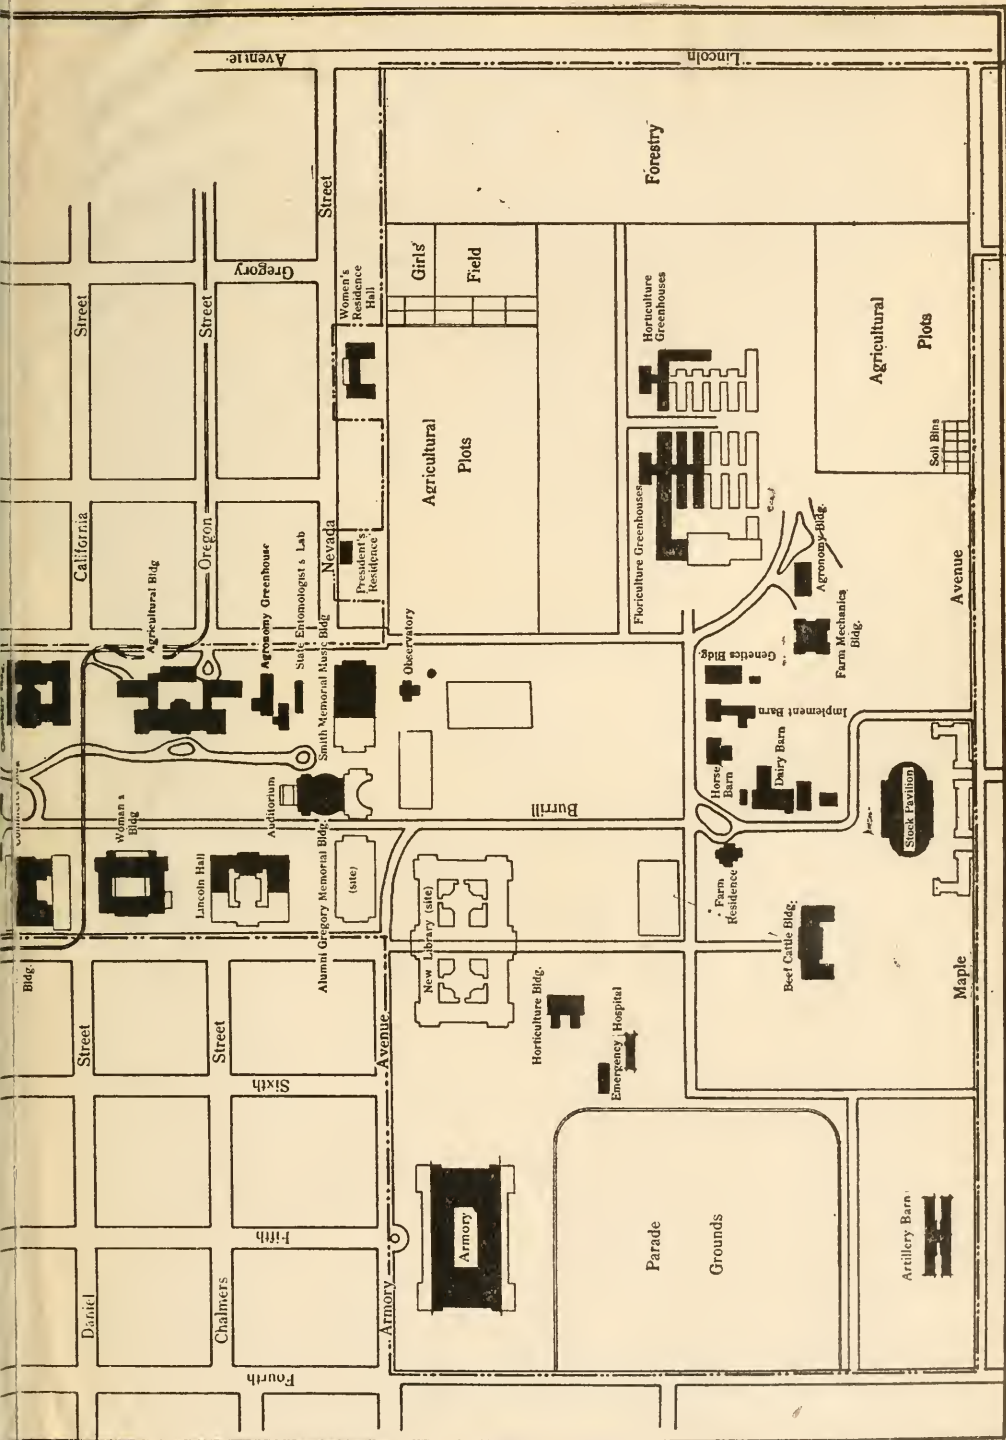 Avenue
Lincoln
Forestry
Street
Gregory
Girls'
Field
Women's
Residence
Hall
Street
Street
Horticulture
Greenhouses
Agricultural
Plots
Agricultural
Plots
Soil Bins
California
Oregon
Nevada
President's
Residence
Floriculture Greenhouses
Agronomy Bldg.
Avenue
Agricultural Bldg
Agronomy Greenhouse
State Entomologist s Lab
Smith Memorial Music Bldg
Observatory
Genetics Bldg.
Farm Mechanics
Bldg.
Implement Barn
Horse
Barn
Dairy Barn
Stock Pavilion
Auditorium
Burrill
Woman s
Bldg
Lincoln Hall
Alumni Gregory Memorial Bldg.
(site)
New Library (site)
Farm
Residence
Beef Cattle Bldg.
Maple
Bldg.
Street
Street
Avenue
Sixth
Horticulture Bldg.
Emergency Hospital
Armory
Fifth
Parade
Grounds
Artillery Barn
Daniel
Chalmers
Armory
Fourth